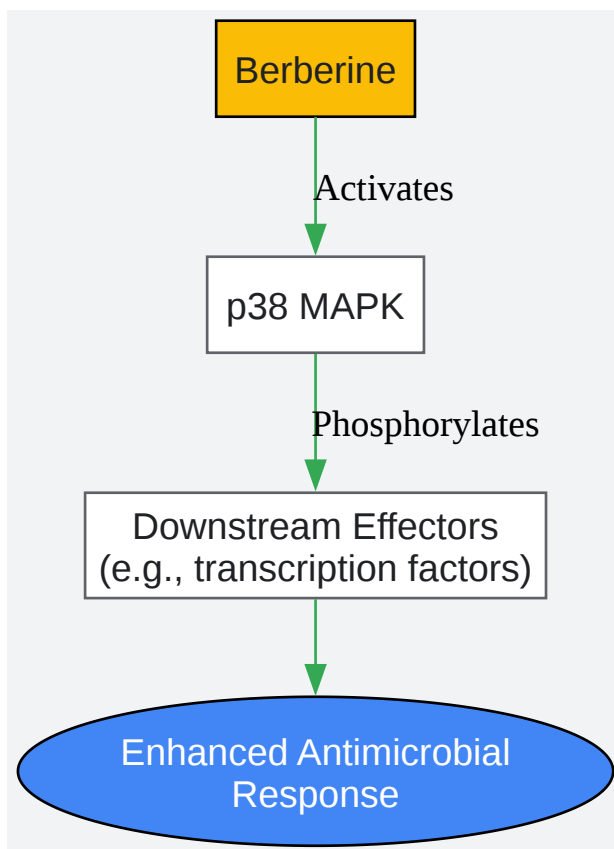 Berberine
Activates
p38 MAPK
Phosphorylates
Downstream Effectors
(e.g., transcription factors)
Enhanced Antimicrobial
Response